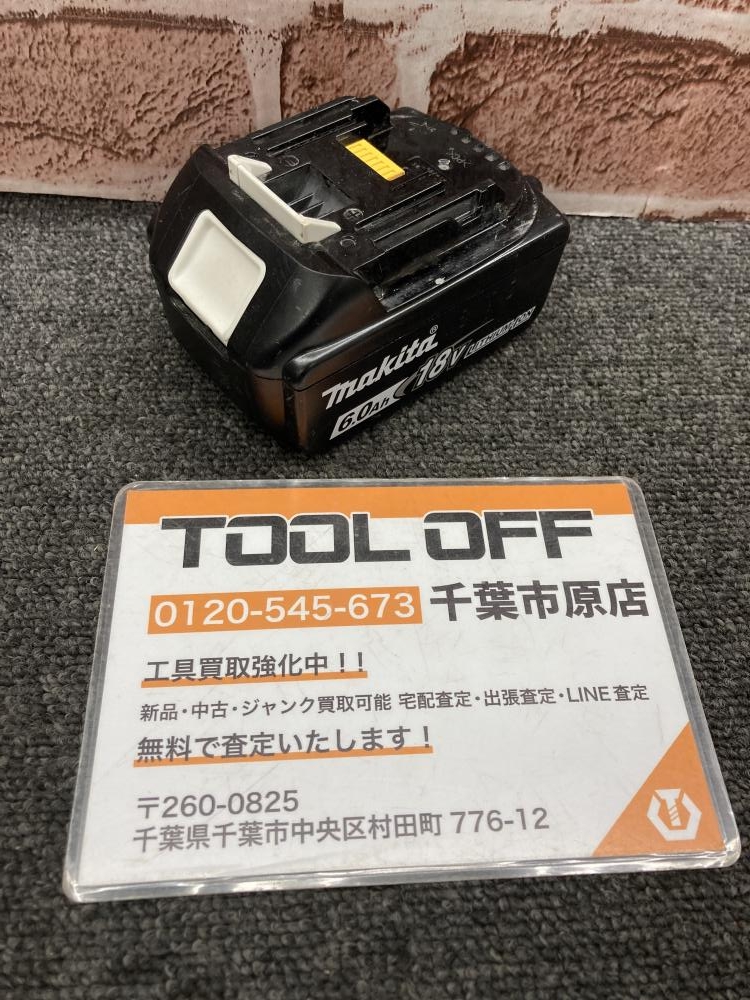 makita®
6.0Ah 18V LITHIUM-ION
TOOL OFF
0120-545-673 千葉市原店
工具買取強化中！！
新品・中古・ジャンク買取可能 宅配査定・出張査定・LINE査定
無料で査定いたします！
〒260-0825
千葉県千葉市中央区村田町 776-12